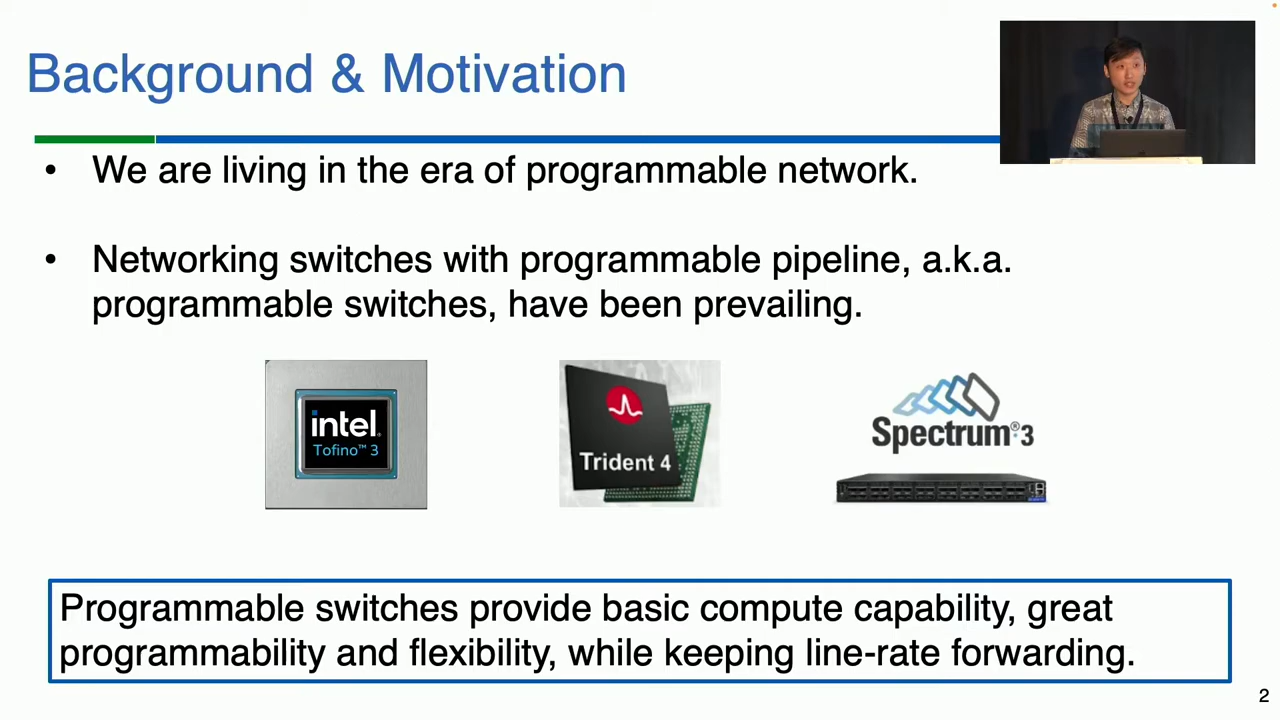 Background & Motivation
• We are living in the era of programmable network.
• Networking switches with programmable pipeline, a.k.a.
programmable switches, have been prevailing.
intel
Tofino™ 3
Trident 4
Spectrum®·3
Programmable switches provide basic compute capability, great
programmability and flexibility, while keeping line-rate forwarding.
2